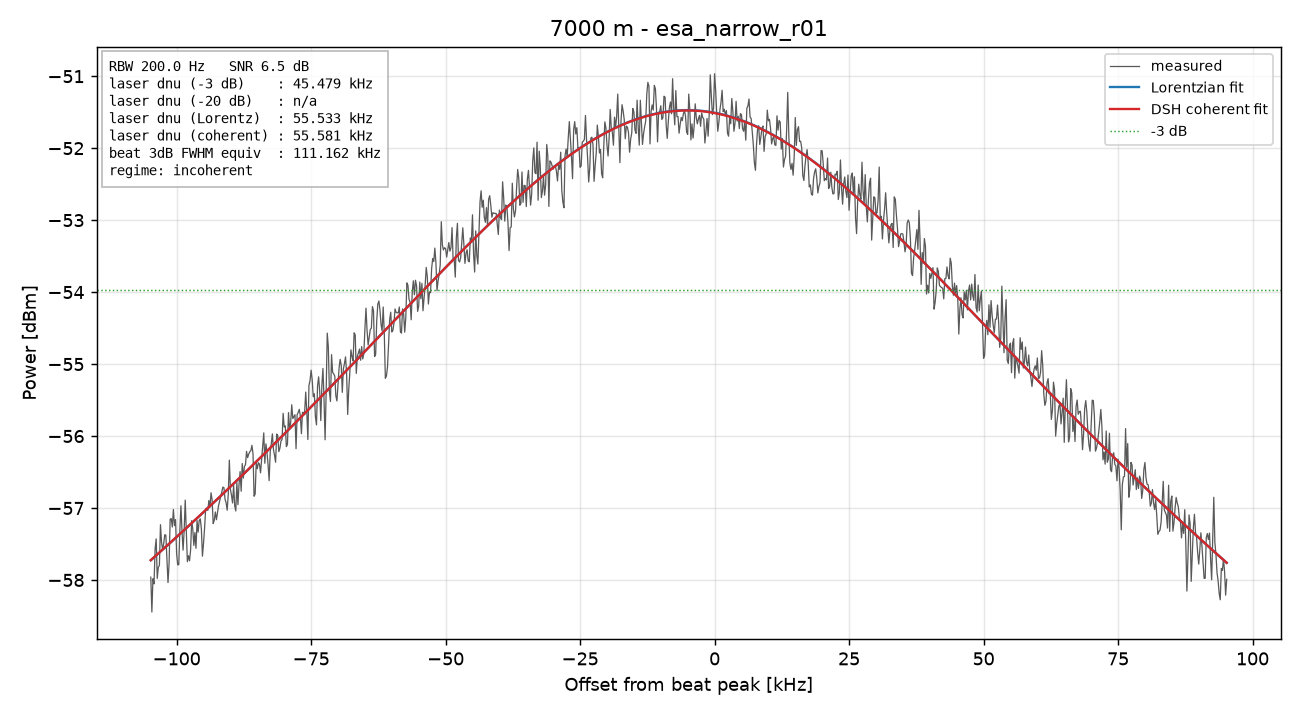 7000 m - esa_narrow_r01
RBW 200.0 Hz   SNR 6.5 dB
laser dnu (-3 dB)    : 45.479 kHz
laser dnu (-20 dB)   : n/a
laser dnu (Lorentz)  : 55.533 kHz
laser dnu (coherent) : 55.581 kHz
beat 3dB FWHM equiv  : 111.162 kHz
regime: incoherent
measured
Lorentzian fit
DSH coherent fit
-3 dB
Power [dBm]
−51
−52
−53
−54
−55
−56
−57
−58
−100
−75
−50
−25
0
25
50
75
100
Offset from beat peak [kHz]